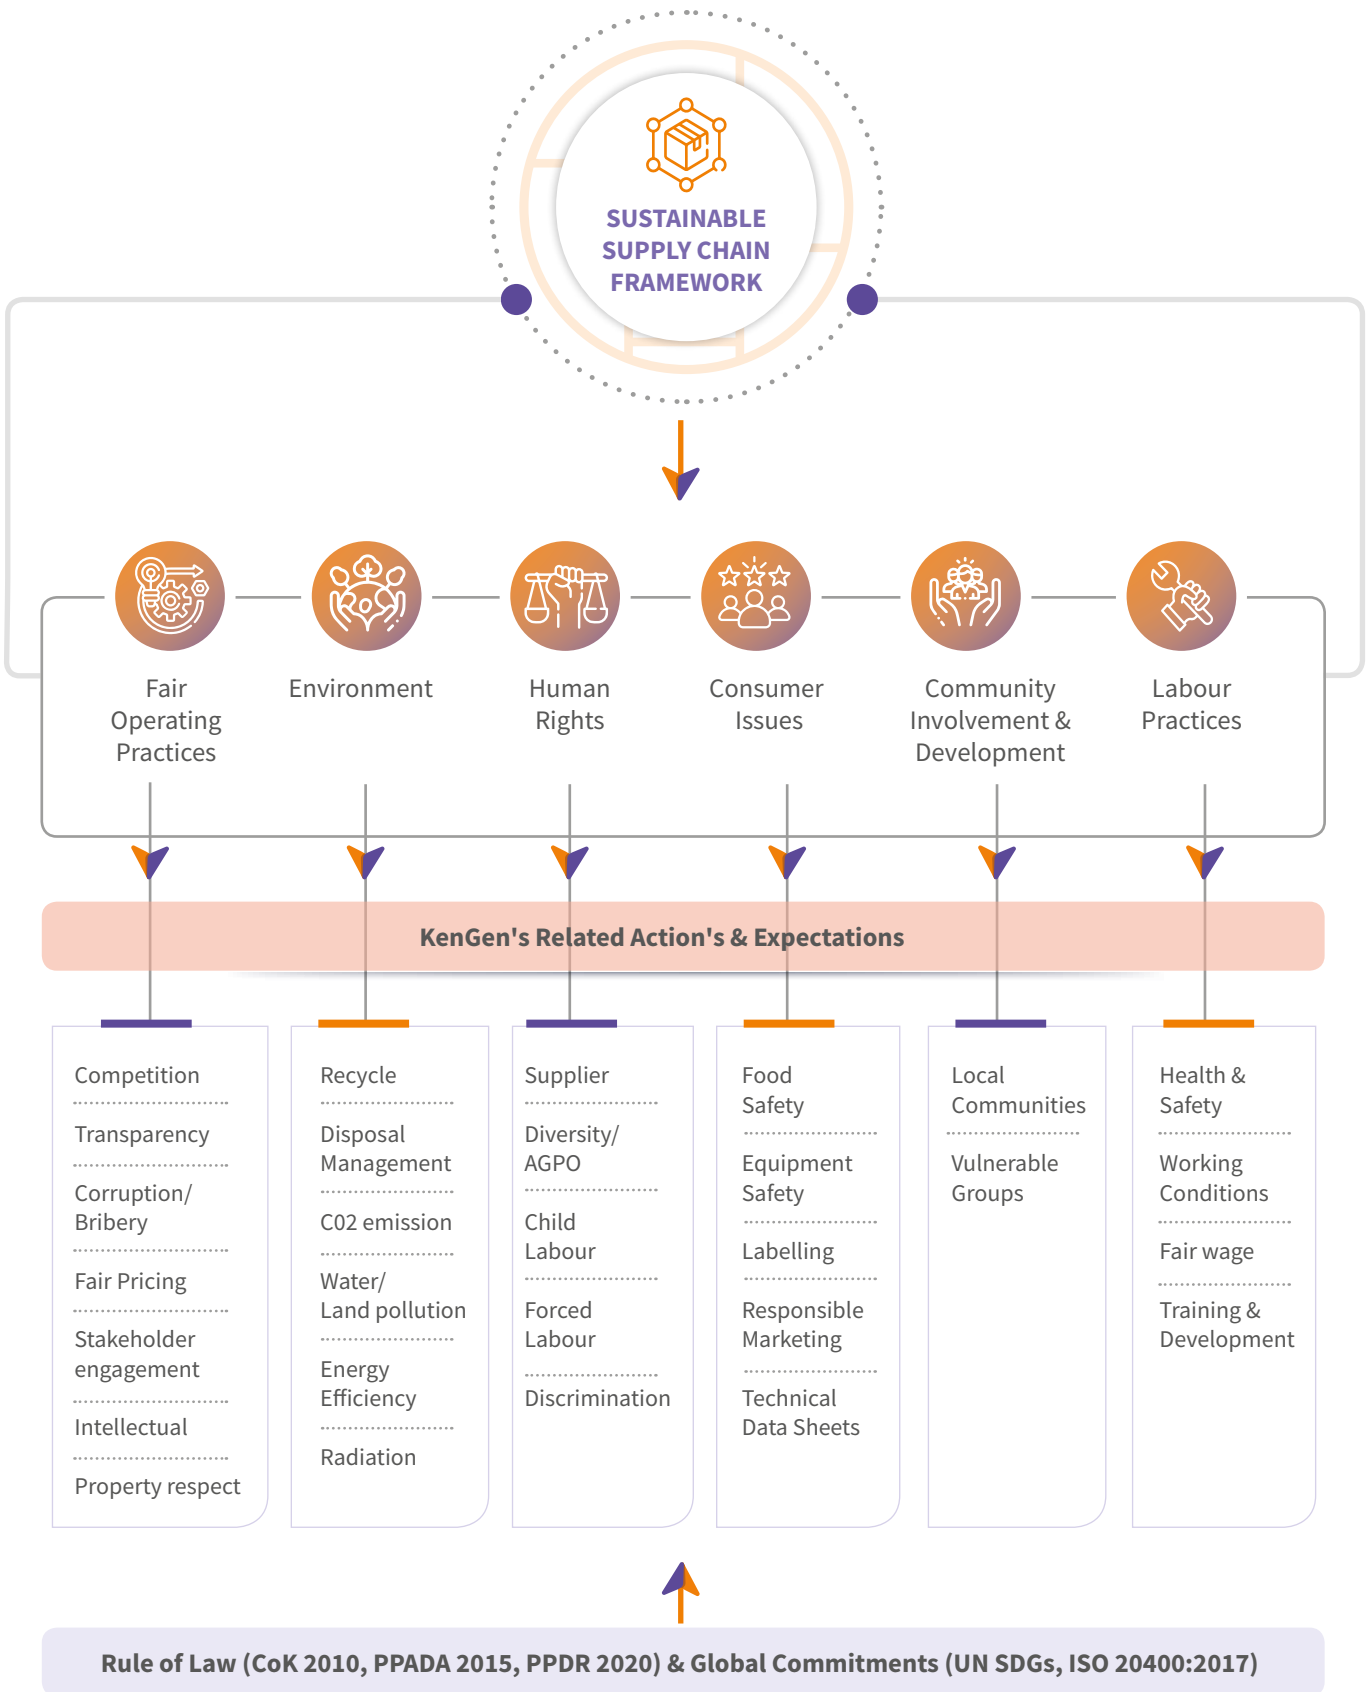 SUSTAINABLE
SUPPLY CHAIN
FRAMEWORK
Fair
Operating
Practices
Environment
Human
Rights
Consumer
Issues
Community
Involvement &
Development
Labour
Practices
KenGen's Related Action's & Expectations
Competition
Transparency
Corruption/
Bribery
Fair Pricing
Stakeholder
engagement
Intellectual
Property respect
Recycle
Disposal
Management
C02 emission
Water/
Land pollution
Energy
Efficiency
Radiation
Supplier
Diversity/
AGPO
Child
Labour
Forced
Labour
Discrimination
Food
Safety
Equipment
Safety
Labelling
Responsible
Marketing
Technical
Data Sheets
Local
Communities
Vulnerable
Groups
Health &
Safety
Working
Conditions
Fair wage
Training &
Development
Rule of Law (CoK 2010, PPADA 2015, PPDR 2020) & Global Commitments (UN SDGs, ISO 20400:2017)